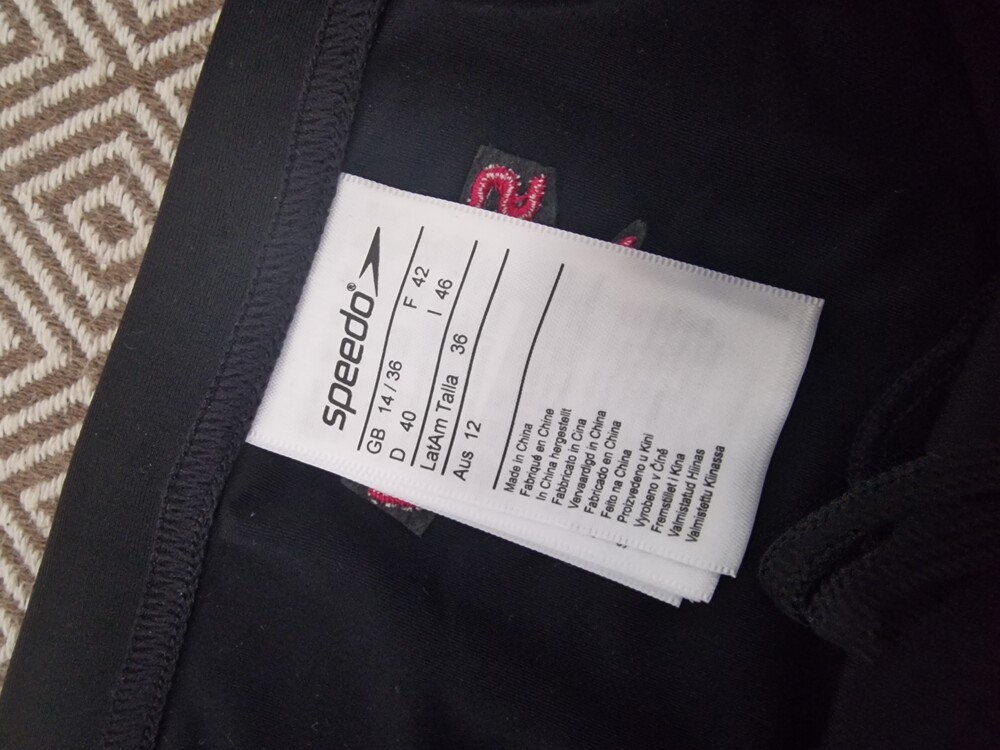 speedo®
GB 14 / 36 F 42
D 40 I 46
LatAm Talla 36
Aus 12
Made in China
Fabriqué en Chine
In China hergestellt
Fabbricato in Cina
Vervaardigd in China
Fabricado en China
Feito na China
Proizvedeno u Kini
Vyrobeno v Číně
Fremstillet i Kina
Valmistatud Hiinas
Valmistettu Kiinassa